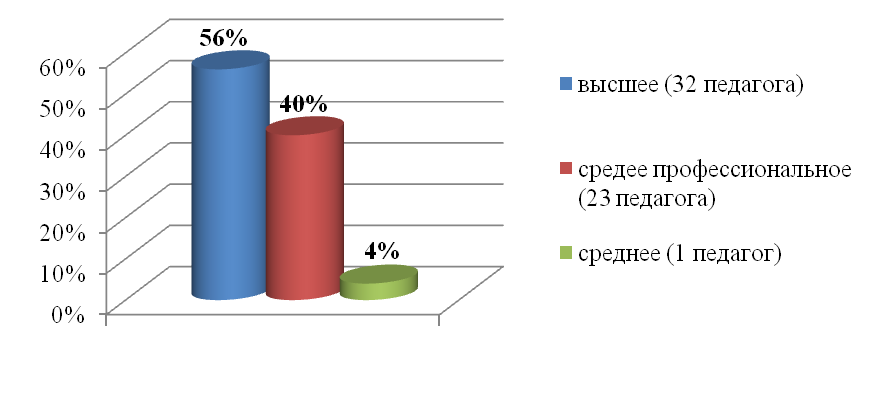 56%
40%
4%
60%
50%
40%
30%
20%
10%
0%
высшее (32 педагога)
средее профессиональное
(23 педагога)
среднее (1 педагог)